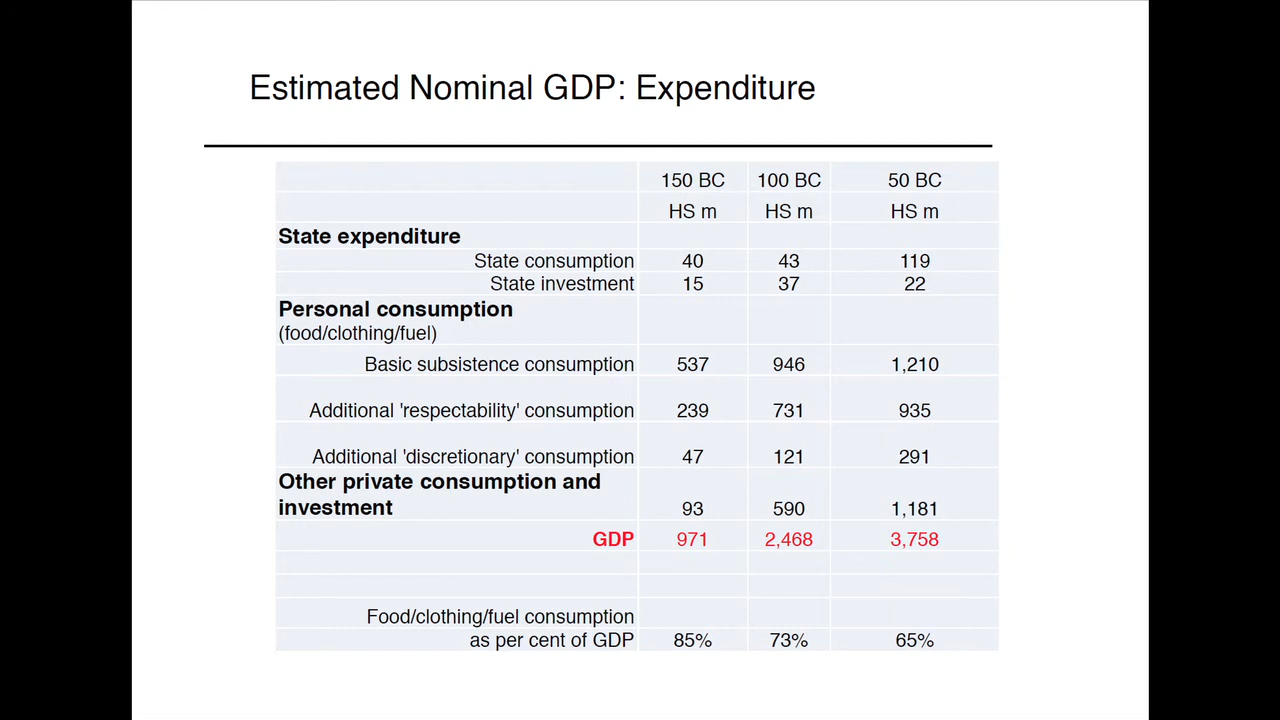 Estimated Nominal GDP: Expenditure
150 BC 100 BC 50 BC
HS m HS m HS m
State expenditure
State consumption 40 43 119
State investment 15 37 22
Personal consumption
(food/clothing/fuel)
Basic subsistence consumption 537 946 1,210
Additional 'respectability' consumption 239 731 935
Additional 'discretionary' consumption 47 121 291
Other private consumption and
investment 93 590 1,181
GDP 971 2,468 3,758
Food/clothing/fuel consumption
as per cent of GDP 85% 73% 65%